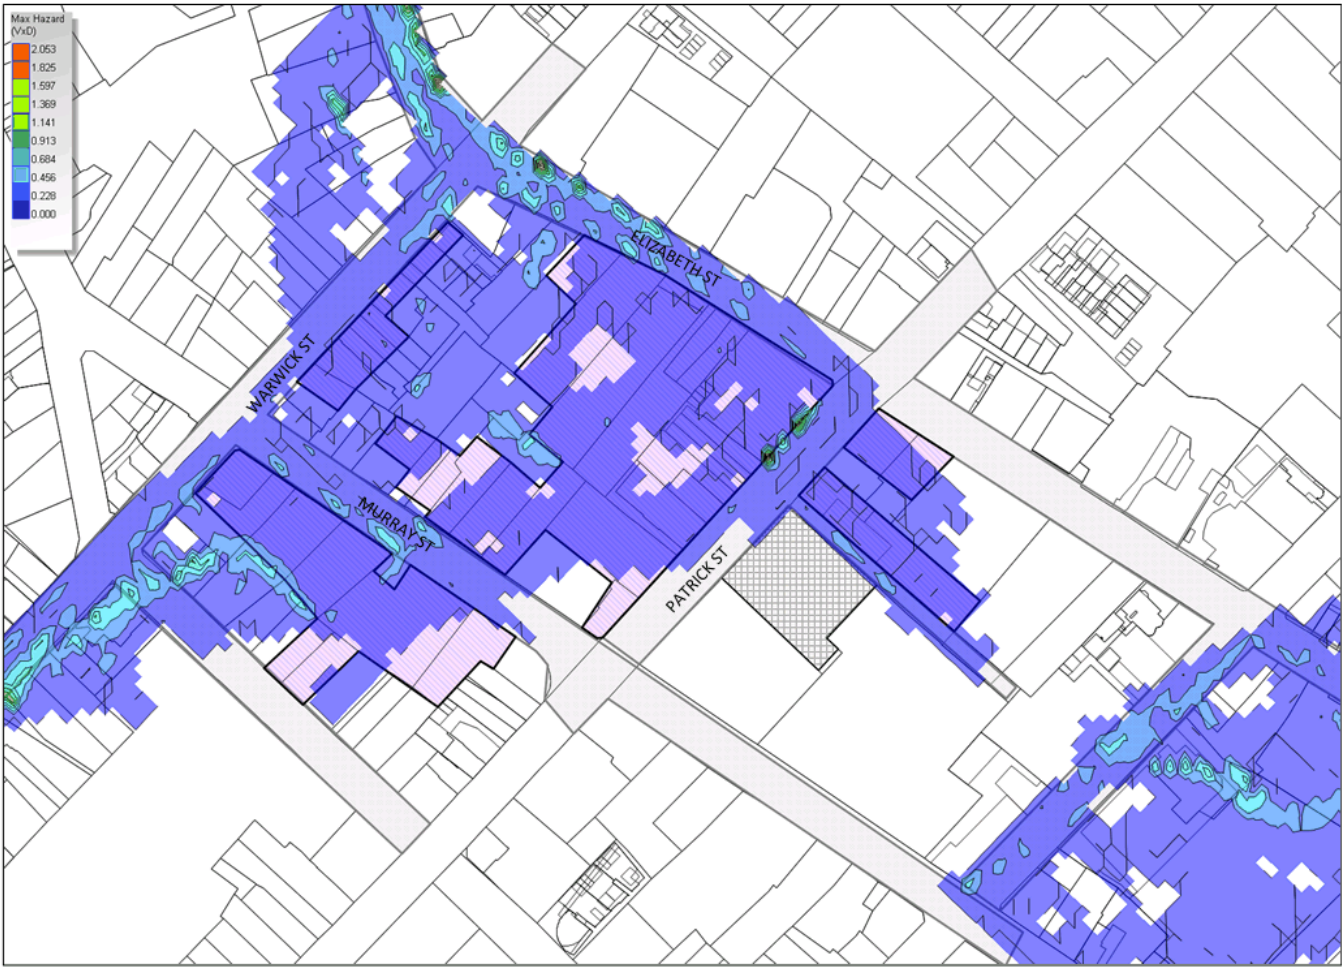 Max Hazard
(VxD)
2.053
1.825
1.597
1.369
1.141
0.913
0.684
0.456
0.228
0.000
ELIZABETH ST
WARWICK ST
MURRAY ST
PATRICK ST